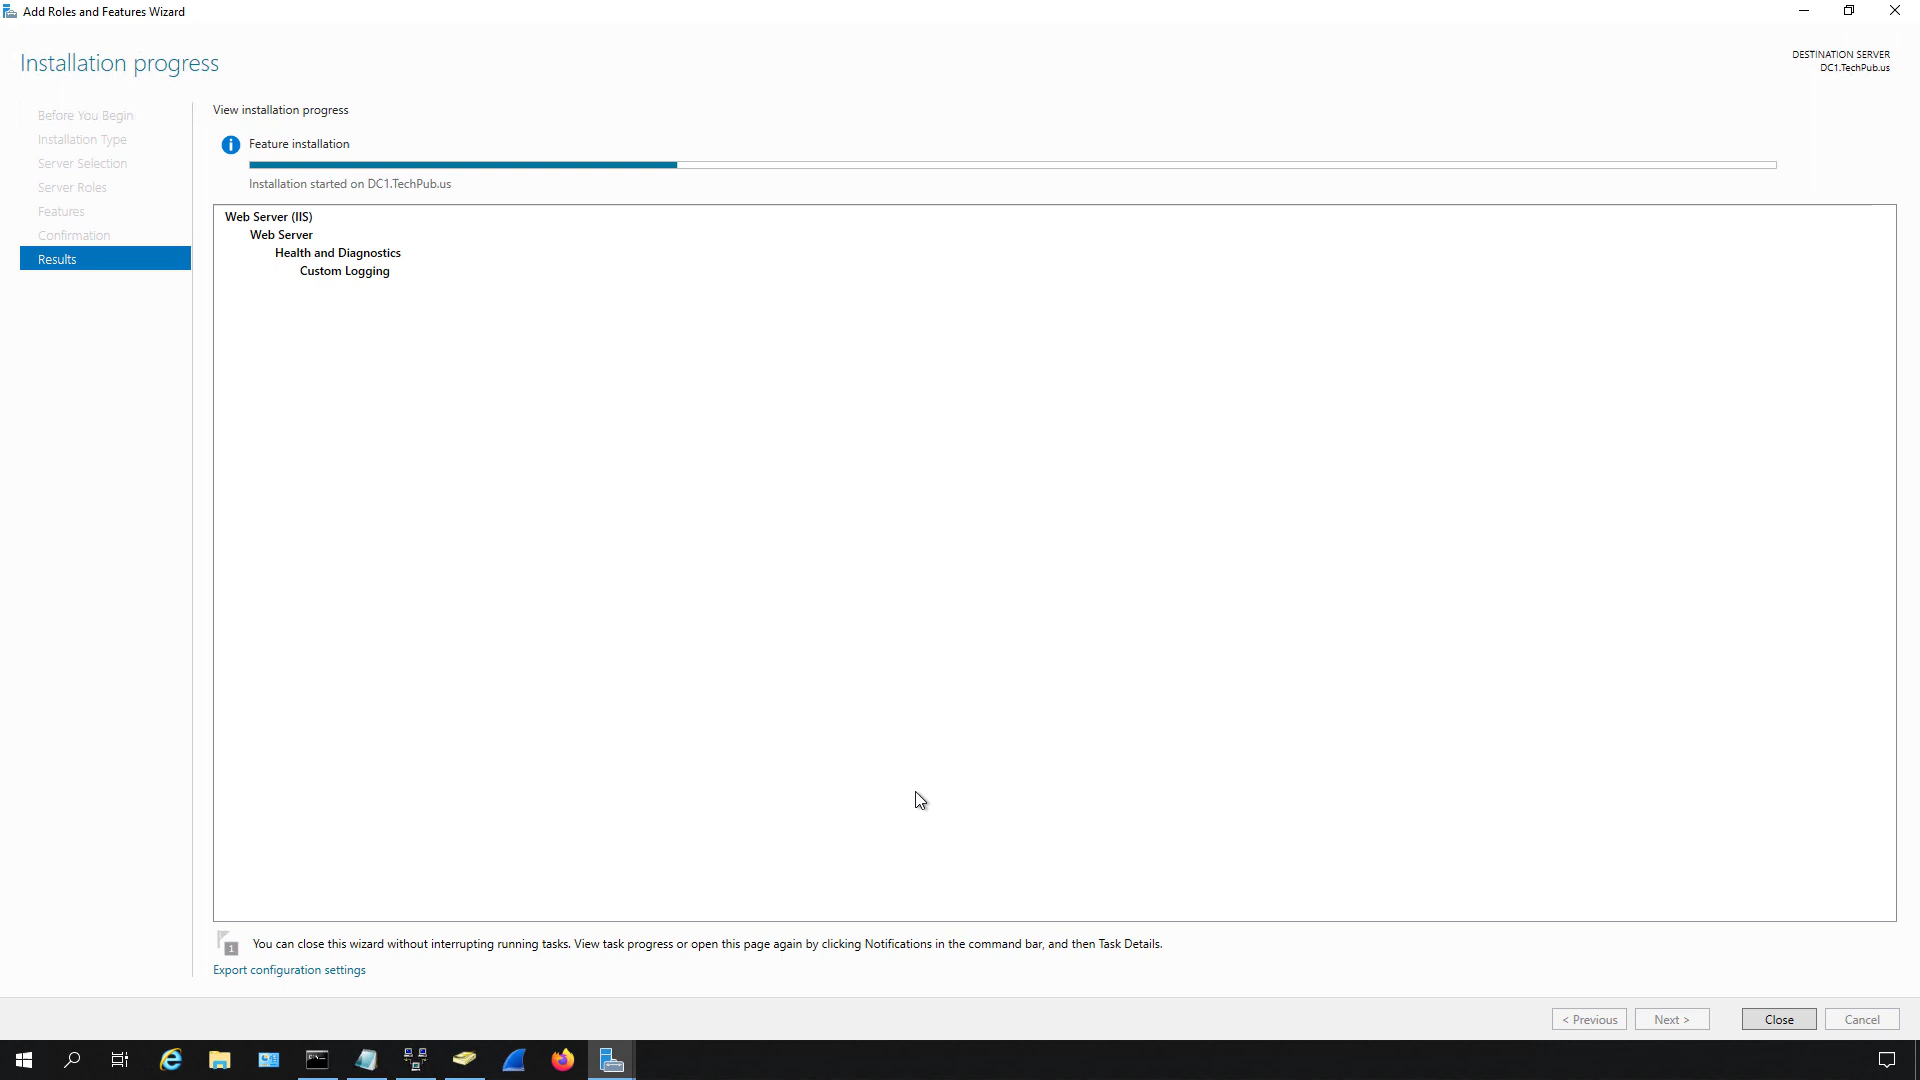 Add Roles and Features Wizard
Installation progress
DESTINATION SERVER
DC1.TechPub.us
Before You Begin
Installation Type
Server Selection
Server Roles
Features
Confirmation
Results
View installation progress
Feature installation
Installation started on DC1.TechPub.us
Web Server (IIS)
Web Server
Health and Diagnostics
Custom Logging
1
You can close this wizard without interrupting running tasks. View task progress or open this page again by clicking Notifications in the command bar, and then Task Details.
Export configuration settings
< Previous
Next >
Close
Cancel